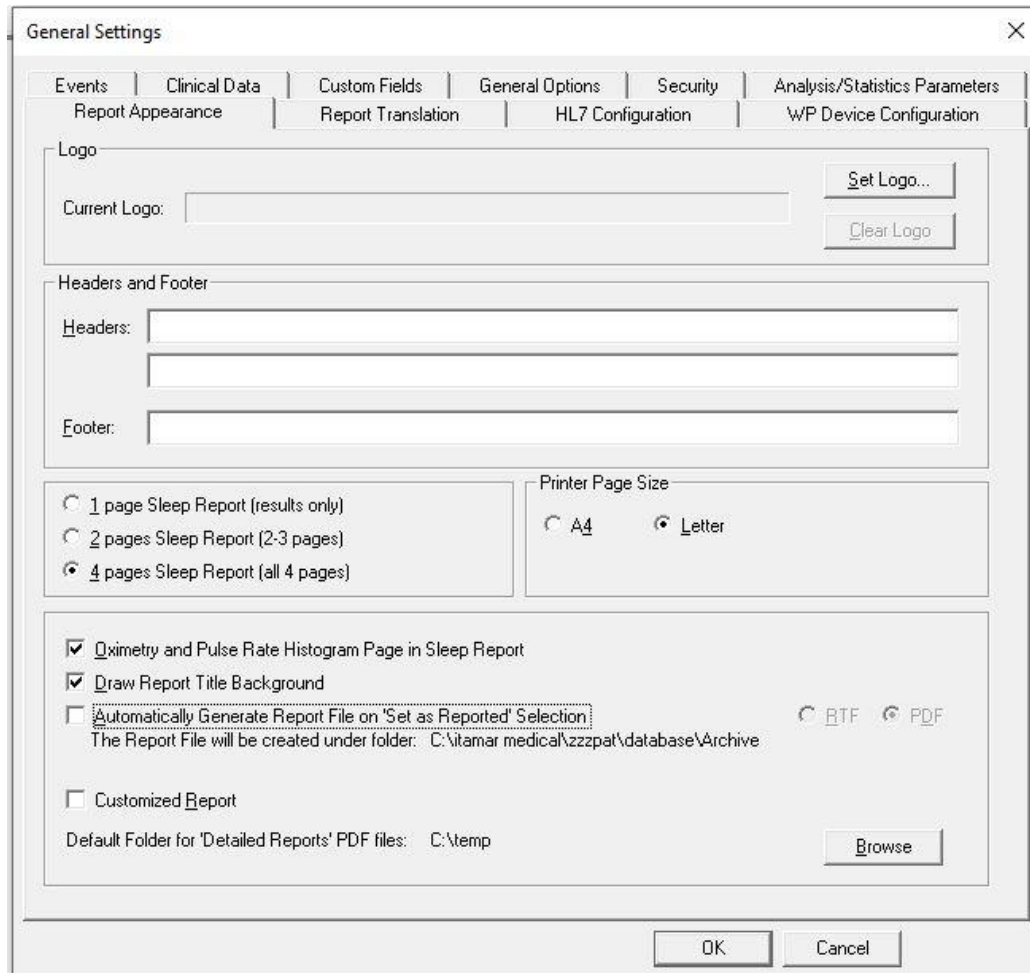 General Settings
Events Clinical Data Custom Fields General Options Security Analysis/Statistics Parameters
Report Appearance Report Translation HL7 Configuration WP Device Configuration
Logo
Set Logo...
Current Logo:
Clear Logo
Headers and Footer
Headers:
Footer:
1 page Sleep Report (results only)
2 pages Sleep Report (2-3 pages)
4 pages Sleep Report (all 4 pages)
Printer Page Size
A4 Letter
Oximetry and Pulse Rate Histogram Page in Sleep Report
Draw Report Title Background
Automatically Generate Report File on 'Set as Reported' Selection RTF PDF
The Report File will be created under folder: C:\itamar medical\zzzpat\database\Archive
Customized Report
Default Folder for 'Detailed Reports' PDF files: C:\temp
Browse
OK Cancel